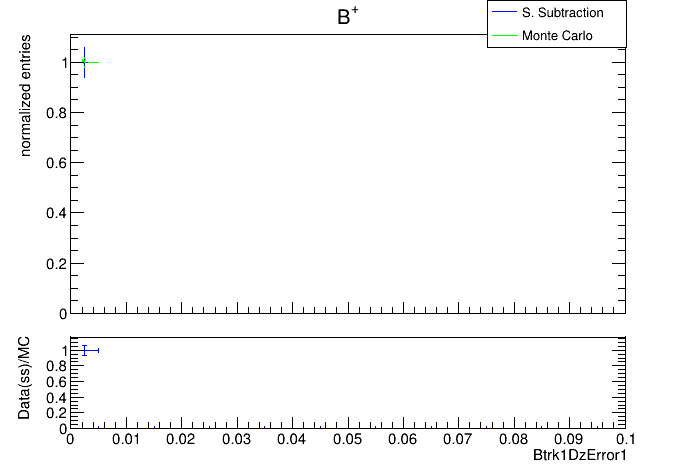 B+
S. Subtraction
Monte Carlo
normalized entries
1
0.8
0.6
0.4
0.2
0
Data(ss)/MC
1
0.8
0.6
0.4
0.2
0
0 0.01 0.02 0.03 0.04 0.05 0.06 0.07 0.08 0.09 0.1
Btrk1DzError1